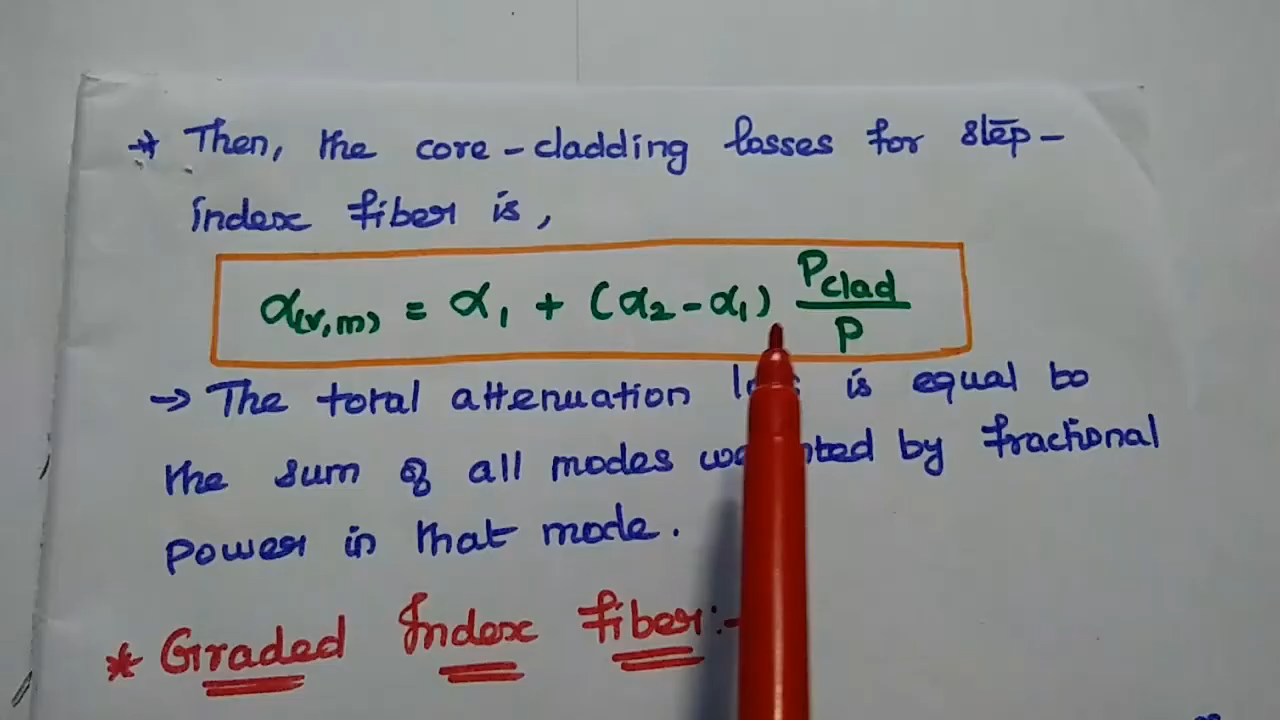 * Then, the core-cladding losses for step-
index fiber is,
α(v,m) = α₁ + (α₂ - α₁) Pclad/P
→ The total attenuation is equal to
the sum of all modes by fractional
power in that mode.
* Graded Index Fiber:-